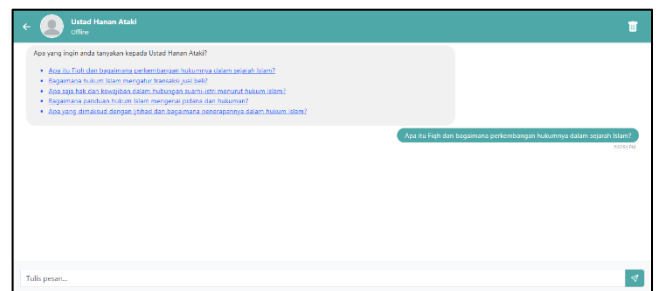 Ustad Hanan Ataki
Offline
Apa yang ingin anda tanyakan kepada Ustad Hanan Ataki?
Apa itu Fiqh dan bagaimana perkembangan hukumnya dalam sejarah Islam?
Bagaimana hukum Islam mengatur transaksi jual beli?
Apa saja hak dan kewajiban dalam hubungan suami-istri menurut hukum Islam?
Bagaimana panduan hukum Islam mengenai pidana dan hukuman?
Apa yang dimaksud dengan Ijtihad dan bagaimana penerapannya dalam hukum Islam?
Apa itu Fiqh dan bagaimana perkembangan hukumnya dalam sejarah Islam?
Tulis pesan...